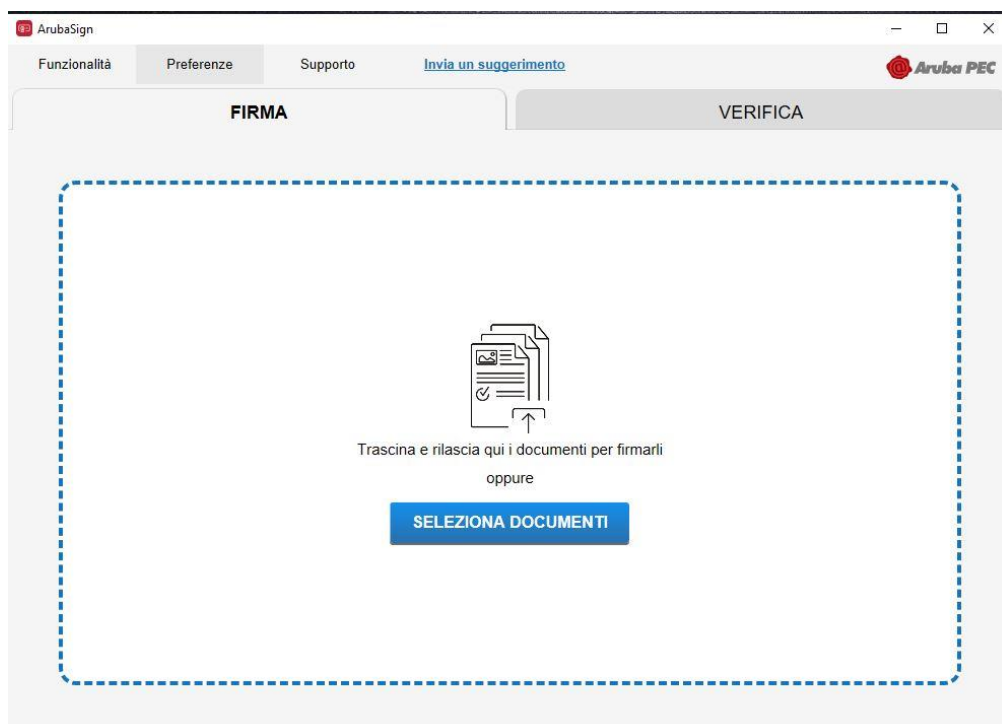 ArubaSign
Funzionalità Preferenze Supporto Invia un suggerimento Aruba PEC
FIRMA VERIFICA
Trascina e rilascia qui i documenti per firmarli
oppure
SELEZIONA DOCUMENTI